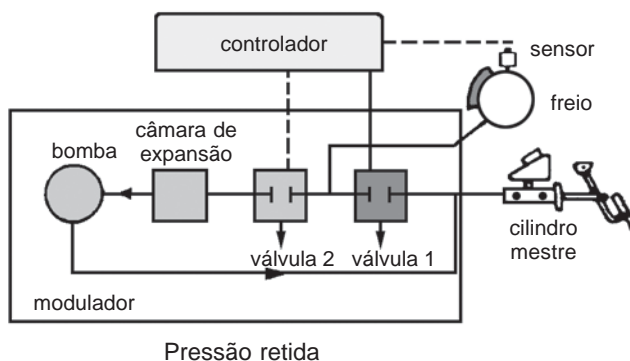 controlador
sensor
freio
câmara de
expansão
bomba
válvula 2
válvula 1
cilindro
mestre
modulador
Pressão retida